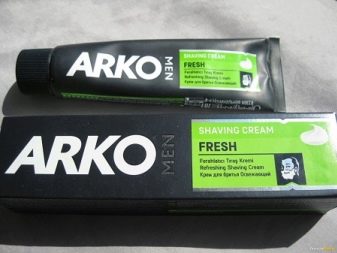 ARKO MEN
SHAVING CREAM
FRESH
Ferahlatıcı Tıraş Kremi
Refreshing Shaving Cream
Крем для бритья Освежающий
ARKO MEN
SHAVING CREAM
FRESH
Ferahlatıcı Tıraş Kremi
Refreshing Shaving Cream
Крем для бритья Освежающий